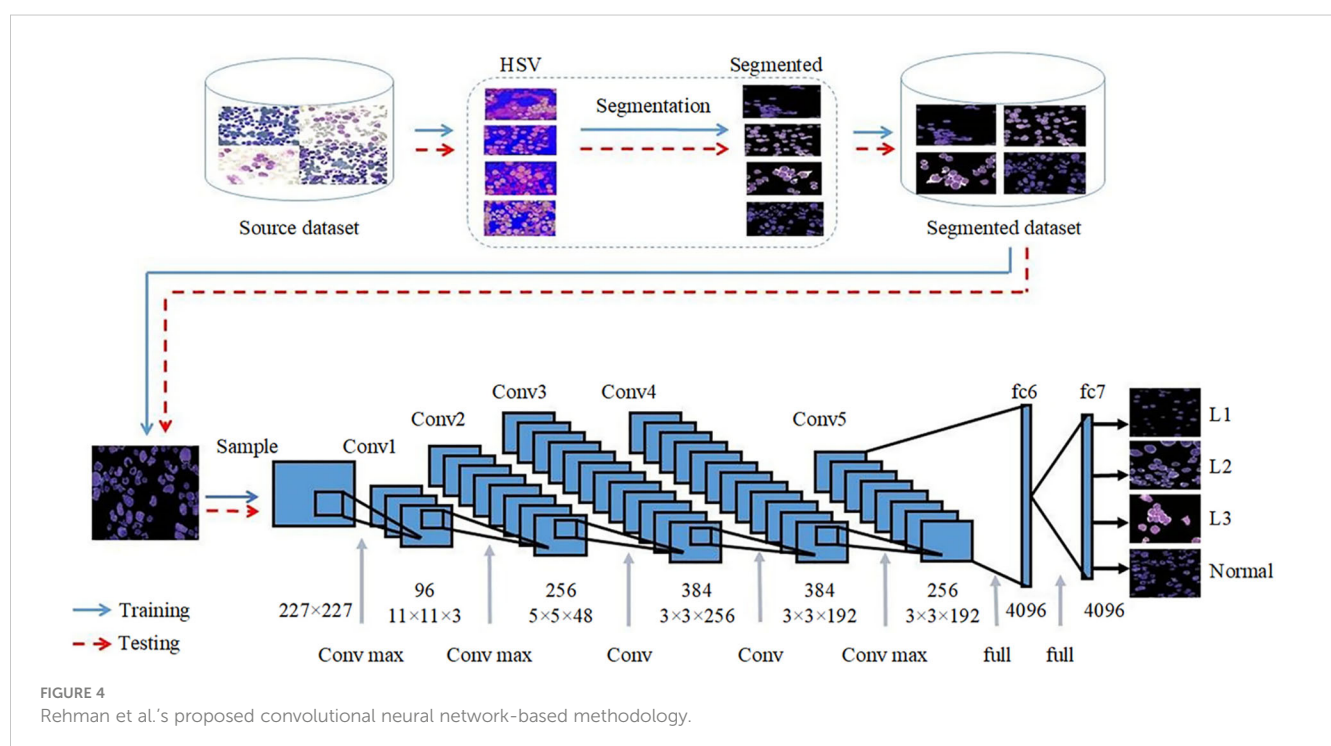 HSV
Segmented
Segmentation
Source dataset
Segmented dataset
Conv3
Conv4
fc6
fc7
Conv2
Conv5
L1
Sample
Conv1
L2
L3
Normal
96
256
384
384
256
4096
4096
227×227
11×11×3
5×5×48
3×3×256
3×3×192
3×3×192
Training
Testing
Conv max
Conv max
Conv
Conv
Conv max
full
full
FIGURE 4
Rehman et al.'s proposed convolutional neural network-based methodology.